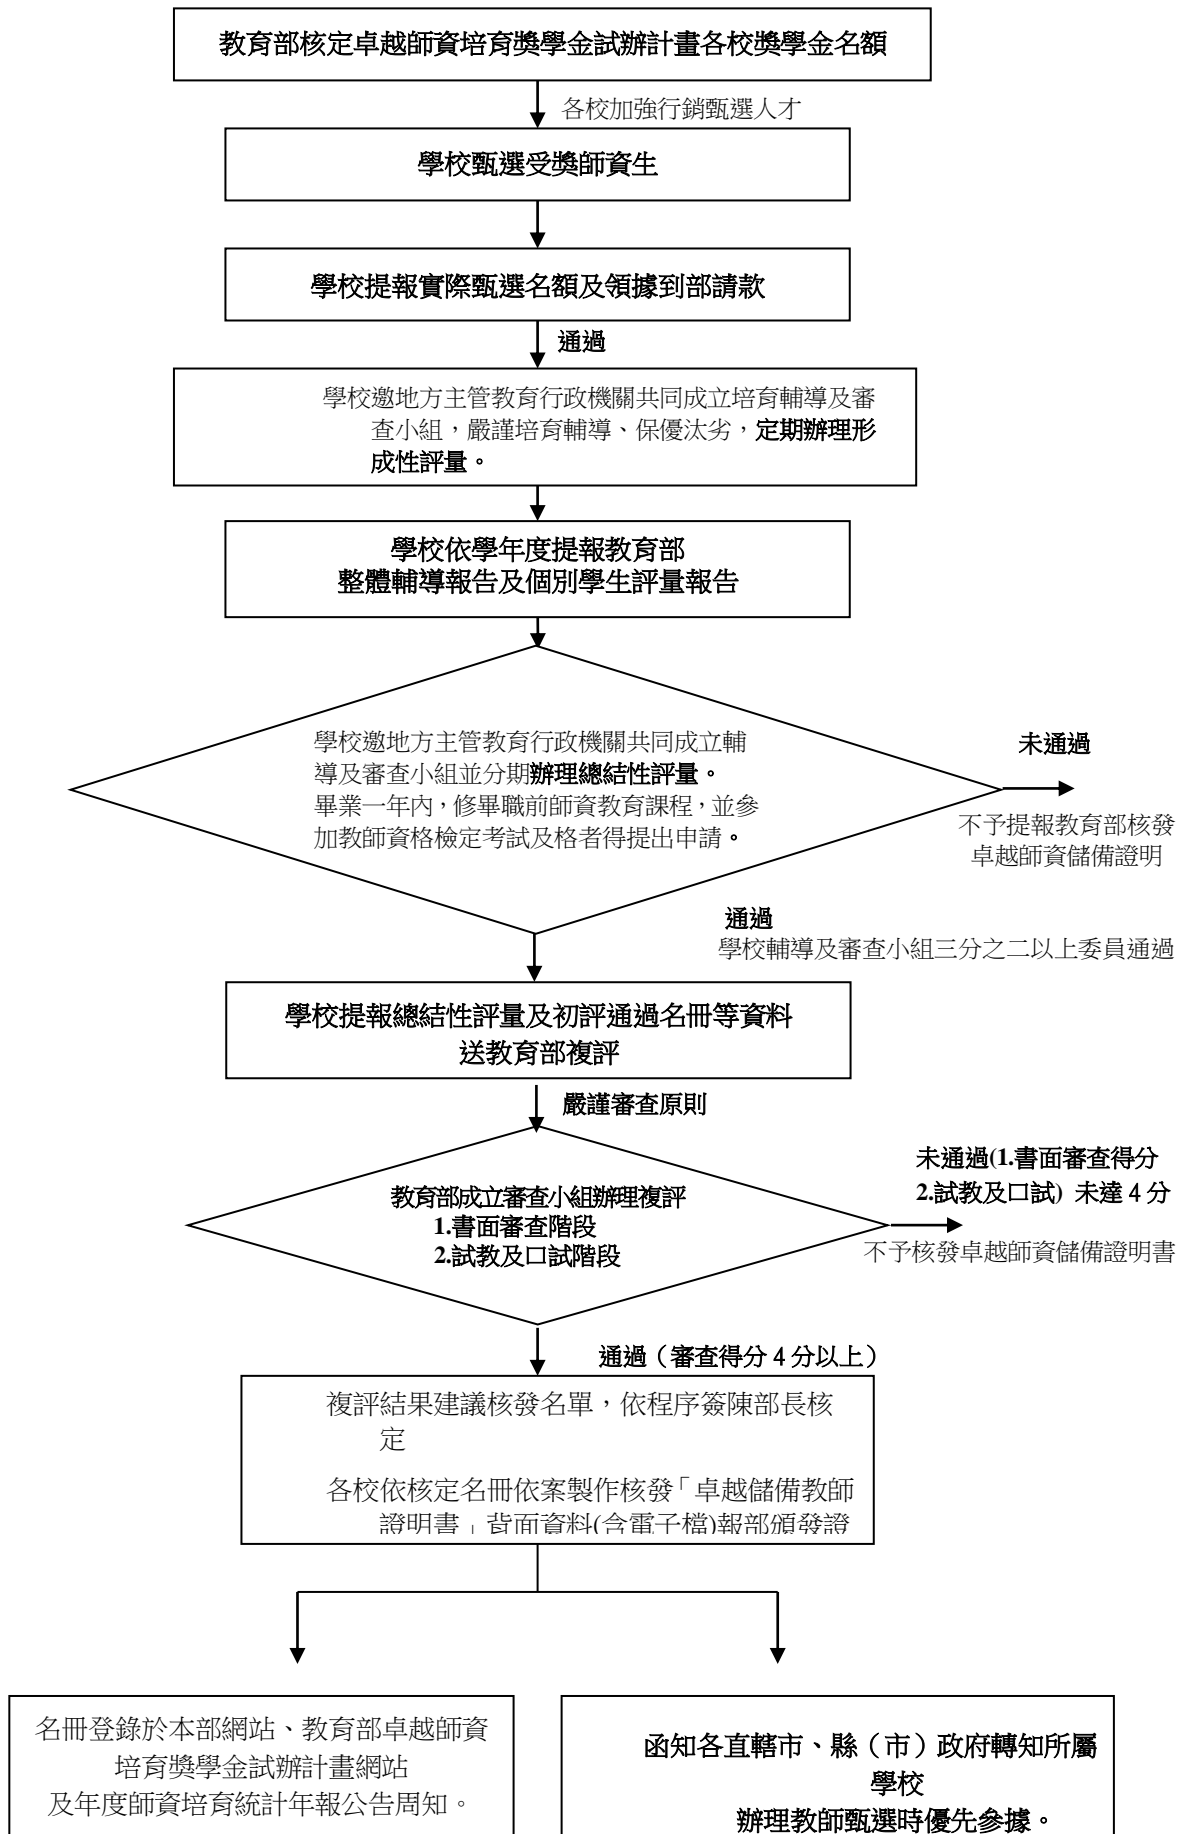 教育部核定卓越師資培育獎學金試辦計畫各校獎學金名額
各校加強行銷甄選人才
學校甄選受獎師資生
學校提報實際甄選名額及領據到部請款
通過
學校邀地方主管教育行政機關共同成立培育輔導及審
查小組，嚴謹培育輔導、保優汰劣，定期辦理形
成性評量。
學校依學年度提報教育部
整體輔導報告及個別學生評量報告
學校邀地方主管教育行政機關共同成立輔
導及審查小組並分期辦理總結性評量。
畢業一年內，修畢職前師資教育課程，並參
加教師資格檢定考試及格者得提出申請。
未通過
不予提報教育部核發
卓越師資儲備證明
通過
學校輔導及審查小組三分之二以上委員通過
學校提報總結性評量及初評通過名冊等資料
送教育部複評
嚴謹審查原則
教育部成立審查小組辦理複評
1.書面審查階段
2.試教及口試階段
未通過(1.書面審查得分
2.試教及口試) 未達 4 分
不予核發卓越師資儲備證明書
通過（審查得分 4 分以上）
複評結果建議核發名單，依程序簽陳部長核
定
各校依核定名冊依案製作核發「卓越儲備教師
證明書」背面資料(含電子檔)報部頒發證
名冊登錄於本部網站、教育部卓越師資
培育獎學金試辦計畫網站
及年度師資培育統計年報公告周知。
函知各直轄市、縣（市）政府轉知所屬
學校
辦理教師甄選時優先參據。